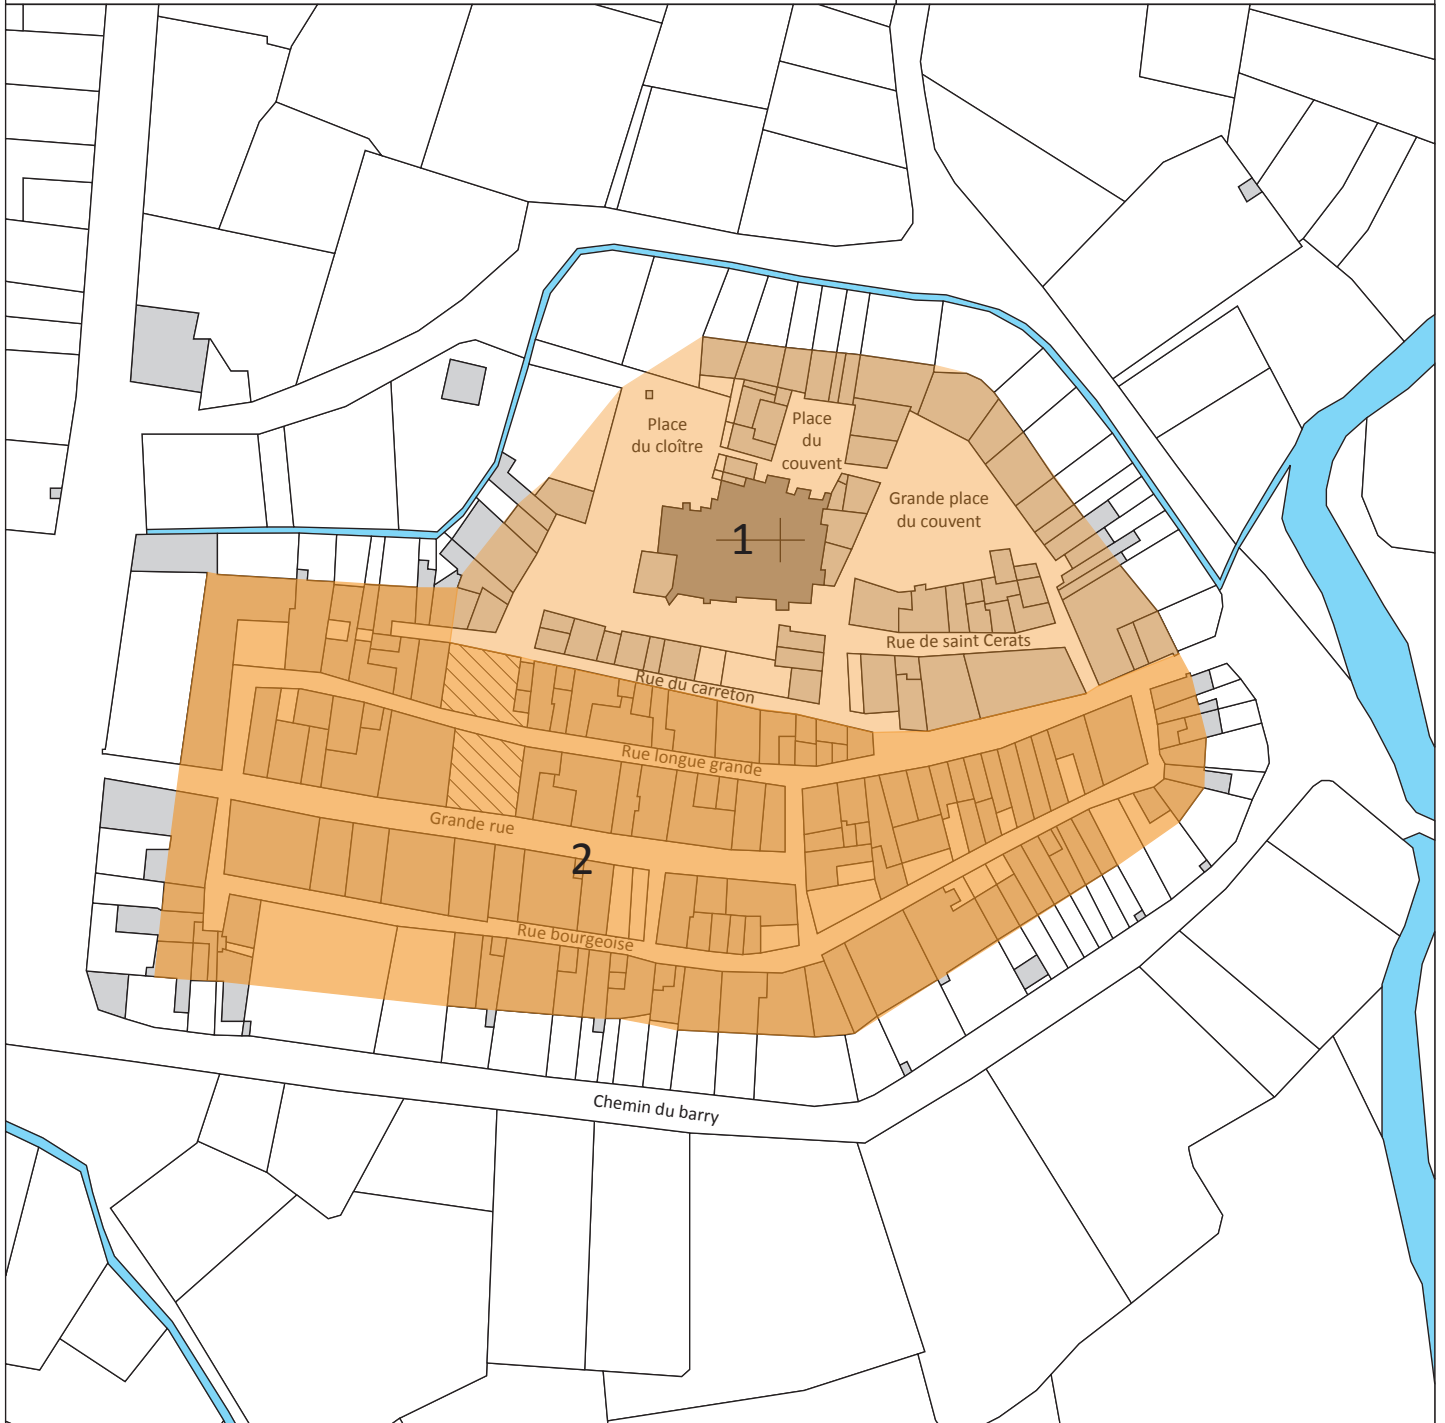 Place
du cloître
Place
du
couvent
Grande place
du couvent
1
Rue de saint Cerats
Rue du carreton
Rue longue grande
Grande rue
2
Rue bourgeoise
Chemin du barry